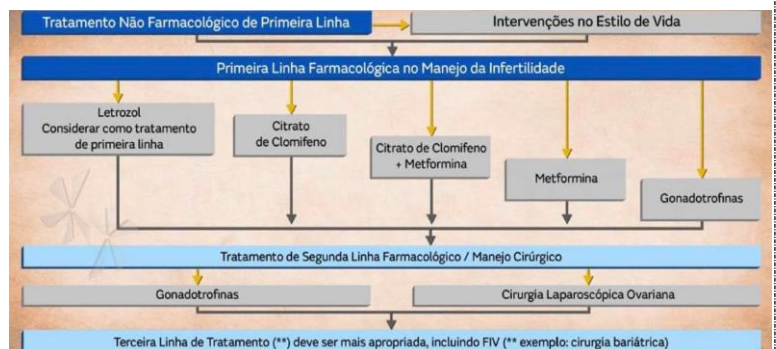 Tratamento Não Farmacológico de Primeira Linha
Intervenções no Estilo de Vida
Primeira Linha Farmacológica no Manejo da Infertilidade
Letrozol
Considerar como tratamento
de primeira linha
Citrato
de Clomifeno
Citrato de Clomifeno
+ Metformina
Metformina
Gonadotrofinas
Tratamento de Segunda Linha Farmacológico / Manejo Cirúrgico
Gonadotrofinas
Cirurgia Laparoscópica Ovariana
Terceira Linha de Tratamento (**) deve ser mais apropriada, incluindo FIV (** exemplo: cirurgia bariátrica)